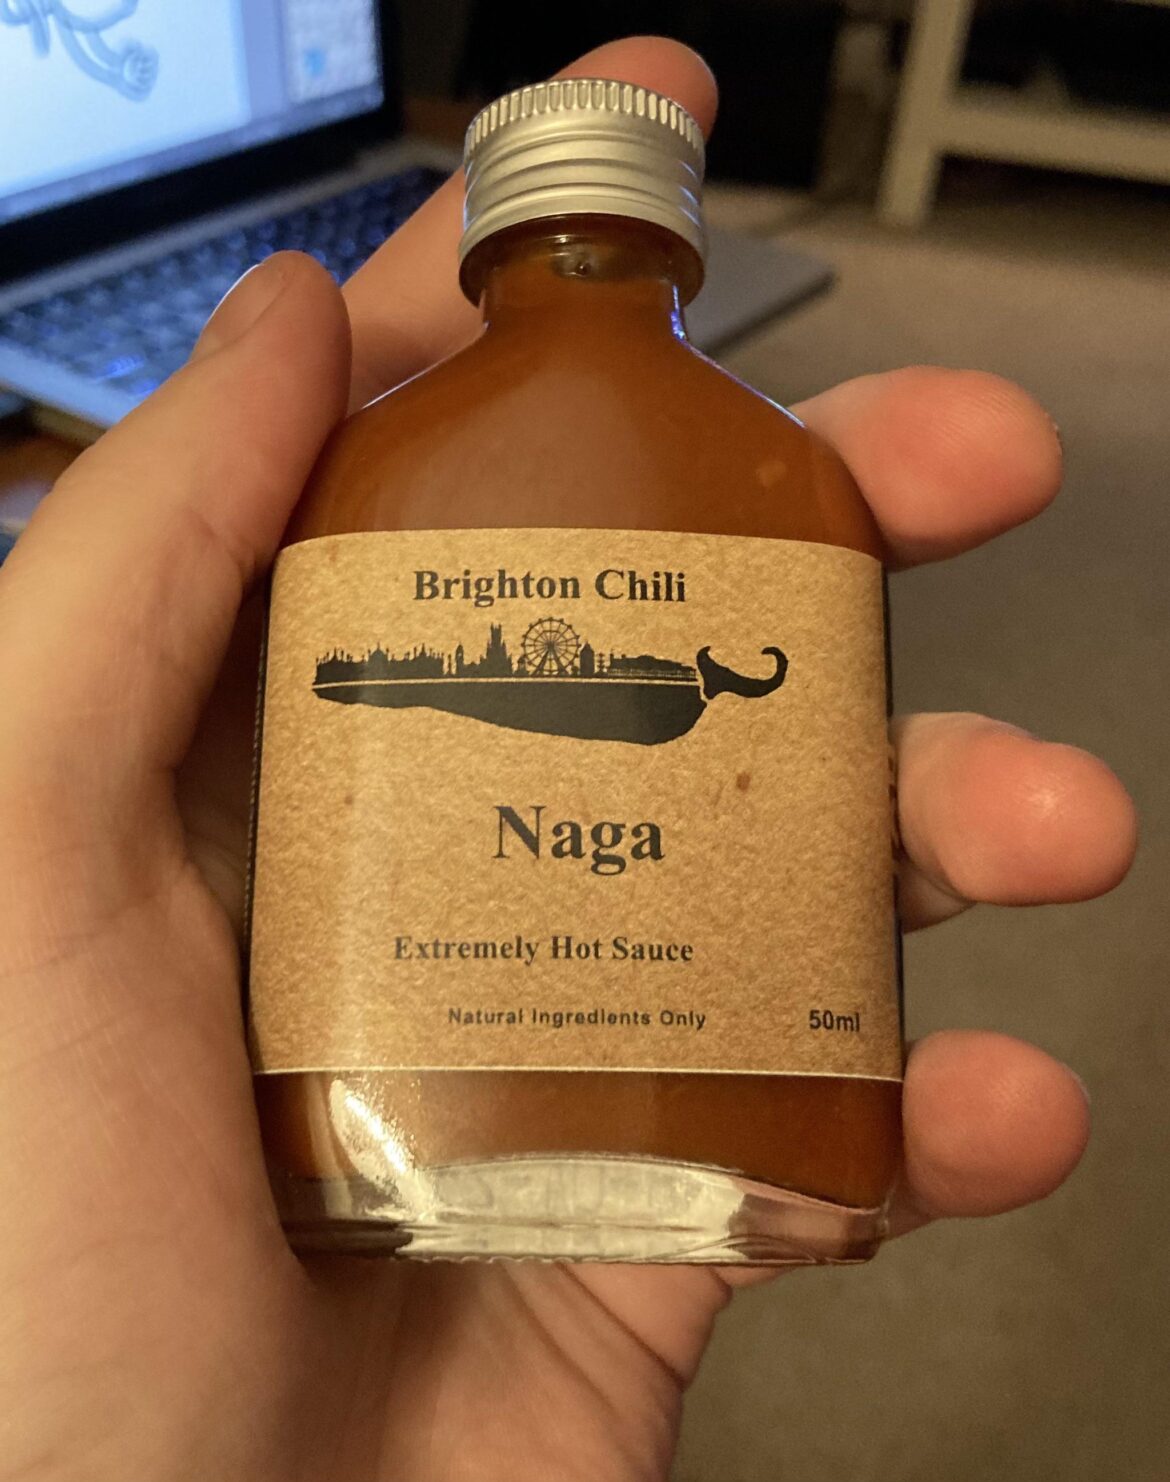 Brighton Chili
Naga
Extremely Hot Sauce
Natural Ingredients Only
50ml